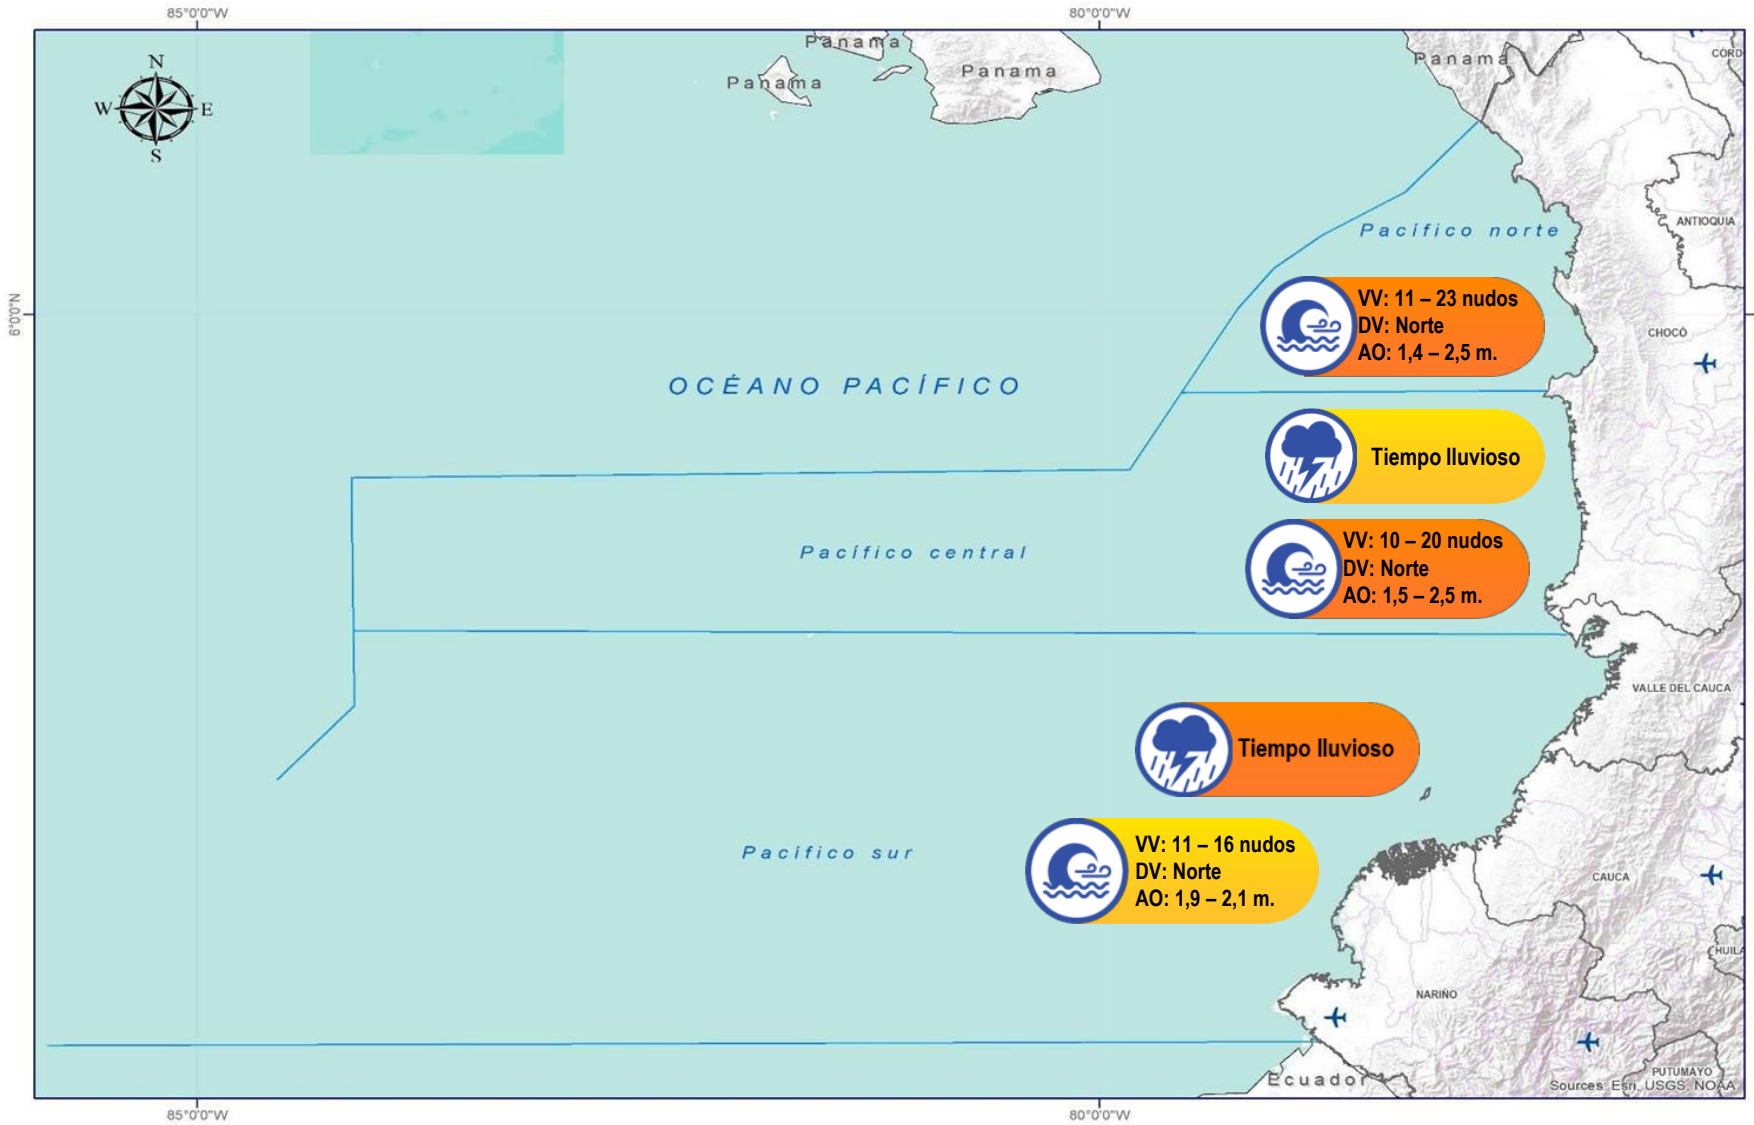 85°0'0"W
80°0'0"W
N
W
E
S
Panama
Panama
Panama
Panama
CORD
ANTIOQUIA
Pacífico norte
6°0'0"N
VV: 11 – 23 nudos
DV: Norte
AO: 1,4 – 2,5 m.
CHOCÓ
OCÉANO PACÍFICO
Tiempo lluvioso
Pacífico central
VV: 10 – 20 nudos
DV: Norte
AO: 1,5 – 2,5 m.
VALLE DEL CAUCA
Tiempo lluvioso
Pacífico sur
VV: 11 – 16 nudos
DV: Norte
AO: 1,9 – 2,1 m.
CAUCA
HUILA
NARIÑO
Ecuador
PUTUMAYO
Sources: Esri, USGS, NOAA
85°0'0"W
80°0'0"W